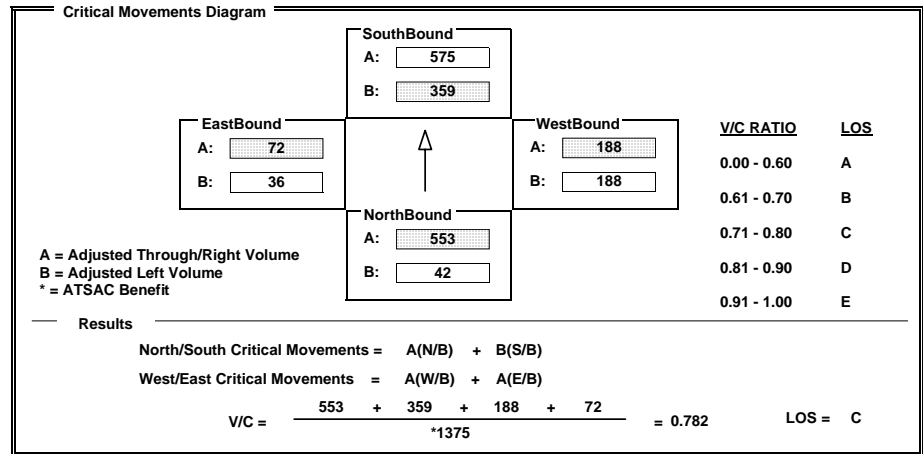 Critical Movements Diagram
SouthBound
A: 575
B: 359
EastBound
A: 72
B: 36
WestBound
A: 188
B: 188
NorthBound
A: 553
B: 42
V/C RATIO LOS
0.00 - 0.60 A
0.61 - 0.70 B
0.71 - 0.80 C
0.81 - 0.90 D
0.91 - 1.00 E
A = Adjusted Through/Right Volume
B = Adjusted Left Volume
* = ATSAC Benefit
Results
North/South Critical Movements = A(N/B) + B(S/B)
West/East Critical Movements = A(W/B) + A(E/B)
553 + 359 + 188 + 72
V/C = = 0.782 LOS = C
*1375